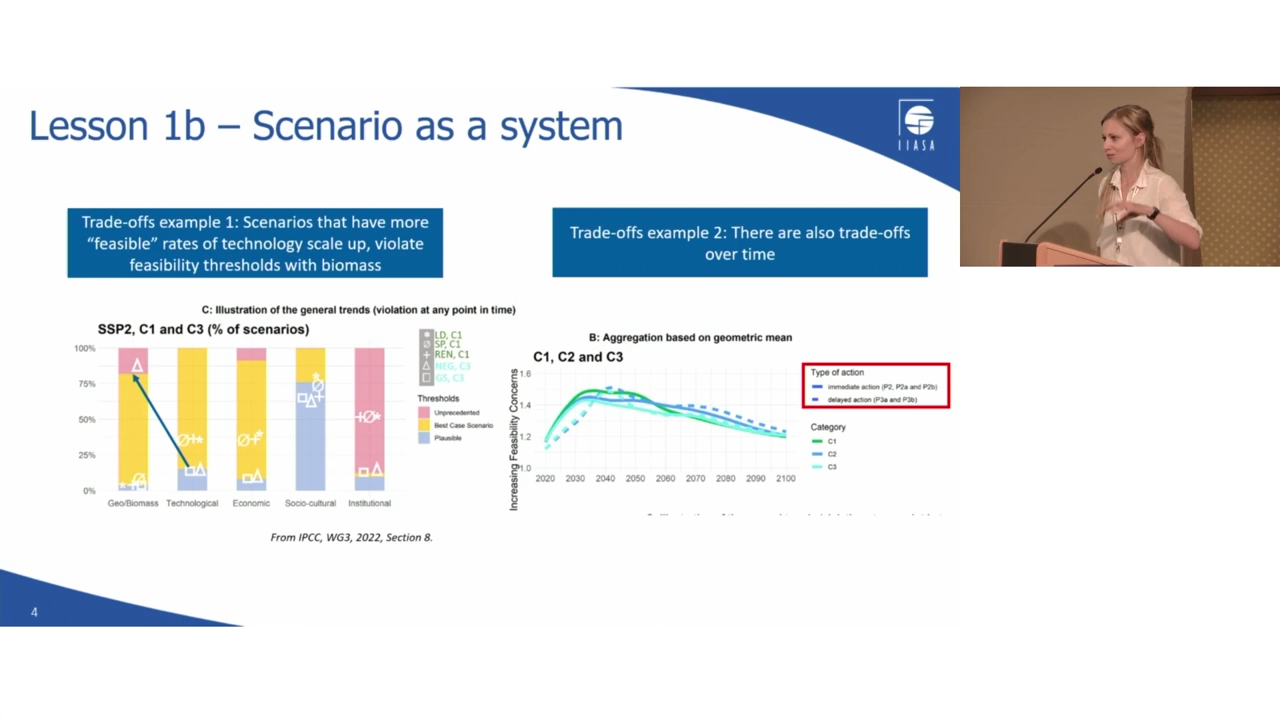 Lesson 1b – Scenario as a system
IIASA
Trade-offs example 1: Scenarios that have more
“feasible” rates of technology scale up, violate
feasibility thresholds with biomass
Trade-offs example 2: There are also trade-offs
over time
C: Illustration of the general trends (violation at any point in time)
SSP2, C1 and C3 (% of scenarios)
100%
75%
50%
25%
0%
Geo/Biomass
Technological
Economic
Socio-cultural
Institutional
LD, C1
SP, C1
REN, C1
NEG, C3
GS, C3
Thresholds
Unprecedented
Best Case Scenario
Plausible
B: Aggregation based on geometric mean
C1, C2 and C3
Increasing Feasibility Concerns
1.6
1.4
1.2
1.0
2020
2030
2040
2050
2060
2070
2080
2090
2100
Type of action
immediate action (P2, P2a and P2b)
delayed action (P3a and P3b)
Category
C1
C2
C3
From IPCC, WG3, 2022, Section 8.
4